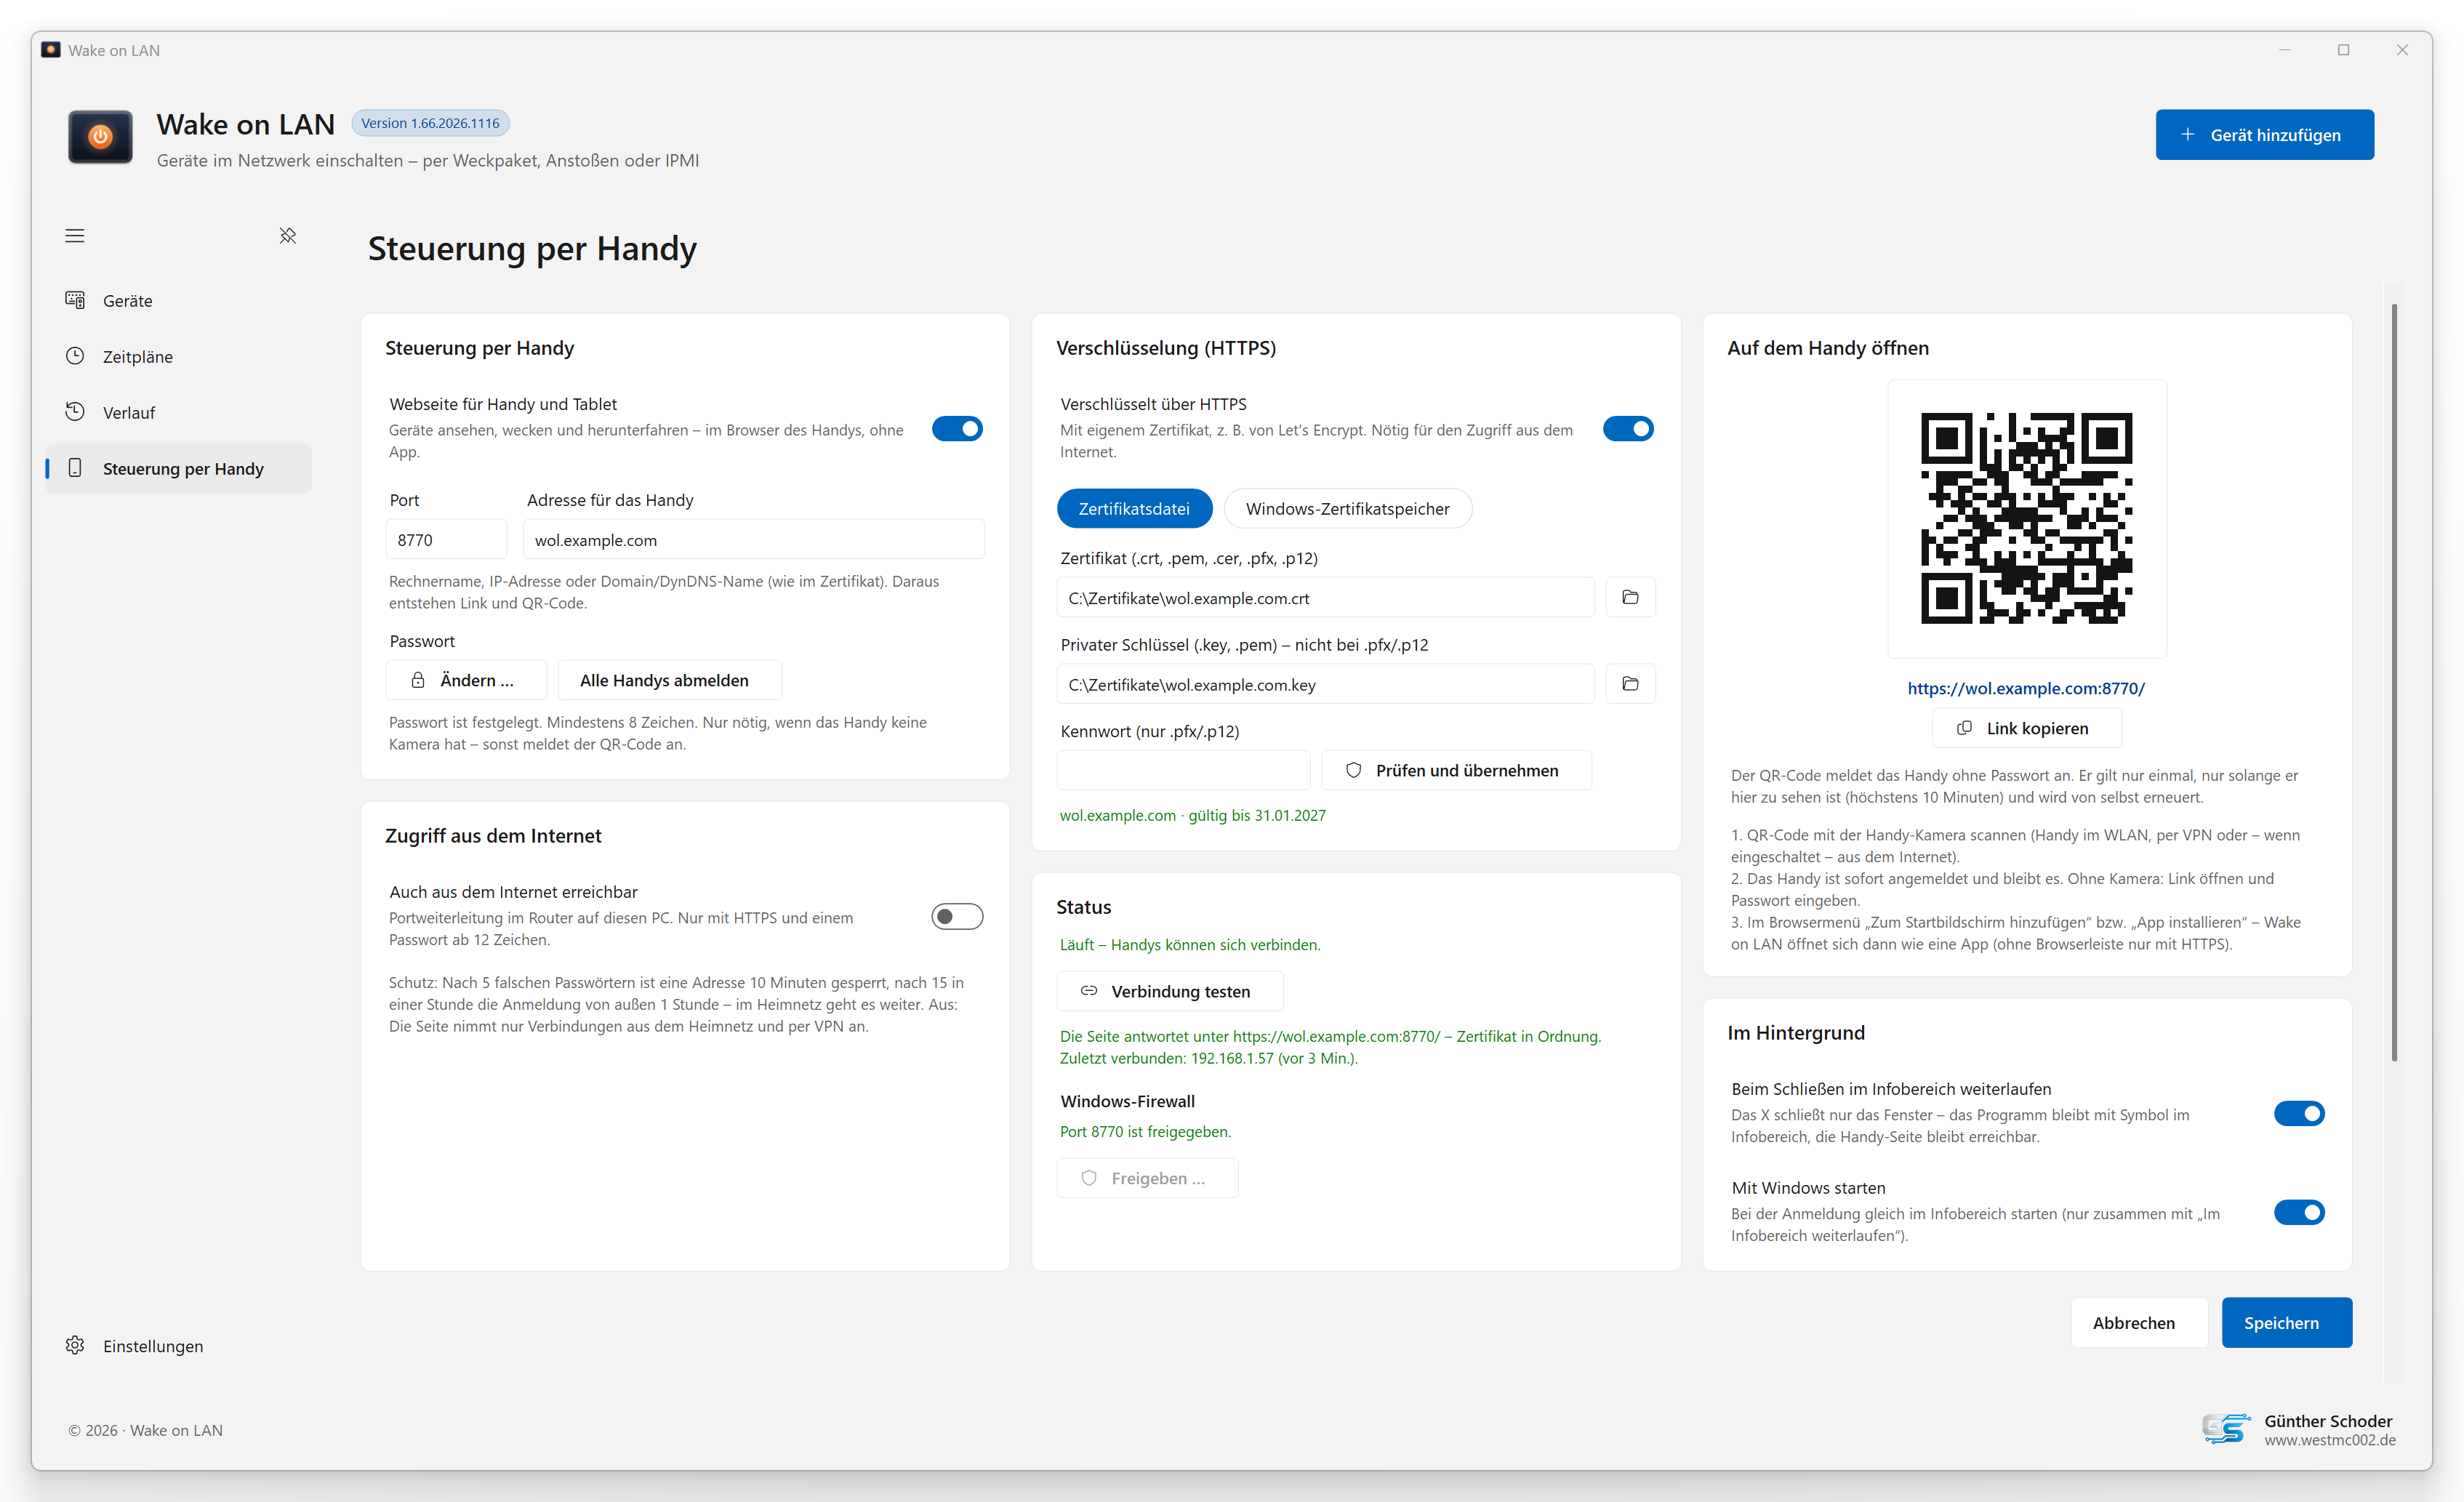 Wake on LAN
Wake on LAN
Version 1.66.2026.1116
Geräte im Netzwerk einschalten – per Weckpaket, Anstoßen oder IPMI
Gerät hinzufügen
Geräte
Zeitpläne
Verlauf
Steuerung per Handy
Einstellungen
Steuerung per Handy
Steuerung per Handy
Webseite für Handy und Tablet
Geräte ansehen, wecken und herunterfahren – im Browser des Handys, ohne
App.
Port
Adresse für das Handy
8770
wol.example.com
Rechnername, IP-Adresse oder Domain/DynDNS-Name (wie im Zertifikat). Daraus
entstehen Link und QR-Code.
Passwort
Ändern ...
Alle Handys abmelden
Passwort ist festgelegt. Mindestens 8 Zeichen. Nur nötig, wenn das Handy keine
Kamera hat – sonst meldet der QR-Code an.
Zugriff aus dem Internet
Auch aus dem Internet erreichbar
Portweiterleitung im Router auf diesen PC. Nur mit HTTPS und einem
Passwort ab 12 Zeichen.
Schutz: Nach 5 falschen Passwörtern ist eine Adresse 10 Minuten gesperrt, nach 15 in
einer Stunde die Anmeldung von außen 1 Stunde – im Heimnetz geht es weiter. Aus:
Die Seite nimmt nur Verbindungen aus dem Heimnetz und per VPN an.
Verschlüsselung (HTTPS)
Verschlüsselt über HTTPS
Mit eigenem Zertifikat, z. B. von Let's Encrypt. Nötig für den Zugriff aus dem
Internet.
Zertifikatsdatei
Windows-Zertifikatspeicher
Zertifikat (.crt, .pem, .cer, .pfx, .p12)
C:\Zertifikate\wol.example.com.crt
Privater Schlüssel (.key, .pem) – nicht bei .pfx/.p12
C:\Zertifikate\wol.example.com.key
Kennwort (nur .pfx/.p12)
Prüfen und übernehmen
wol.example.com · gültig bis 31.01.2027
Status
Läuft – Handys können sich verbinden.
Verbindung testen
Die Seite antwortet unter https://wol.example.com:8770/ – Zertifikat in Ordnung.
Zuletzt verbunden: 192.168.1.57 (vor 3 Min.).
Windows-Firewall
Port 8770 ist freigegeben.
Freigeben ...
Auf dem Handy öffnen
https://wol.example.com:8770/
Link kopieren
Der QR-Code meldet das Handy ohne Passwort an. Er gilt nur einmal, nur solange er
hier zu sehen ist (höchstens 10 Minuten) und wird von selbst erneuert.
1. QR-Code mit der Handy-Kamera scannen (Handy im WLAN, per VPN oder – wenn
eingeschaltet – aus dem Internet).
2. Das Handy ist sofort angemeldet und bleibt es. Ohne Kamera: Link öffnen und
Passwort eingeben.
3. Im Browsermenü „Zum Startbildschirm hinzufügen“ bzw. „App installieren“ – Wake
on LAN öffnet sich dann wie eine App (ohne Browserleiste nur mit HTTPS).
Im Hintergrund
Beim Schließen im Infobereich weiterlaufen
Das X schließt nur das Fenster – das Programm bleibt mit Symbol im
Infobereich, die Handy-Seite bleibt erreichbar.
Mit Windows starten
Bei der Anmeldung gleich im Infobereich starten (nur zusammen mit „Im
Infobereich weiterlaufen“).
Abbrechen
Speichern
© 2026 · Wake on LAN
Günther Schoder
www.westmc002.de